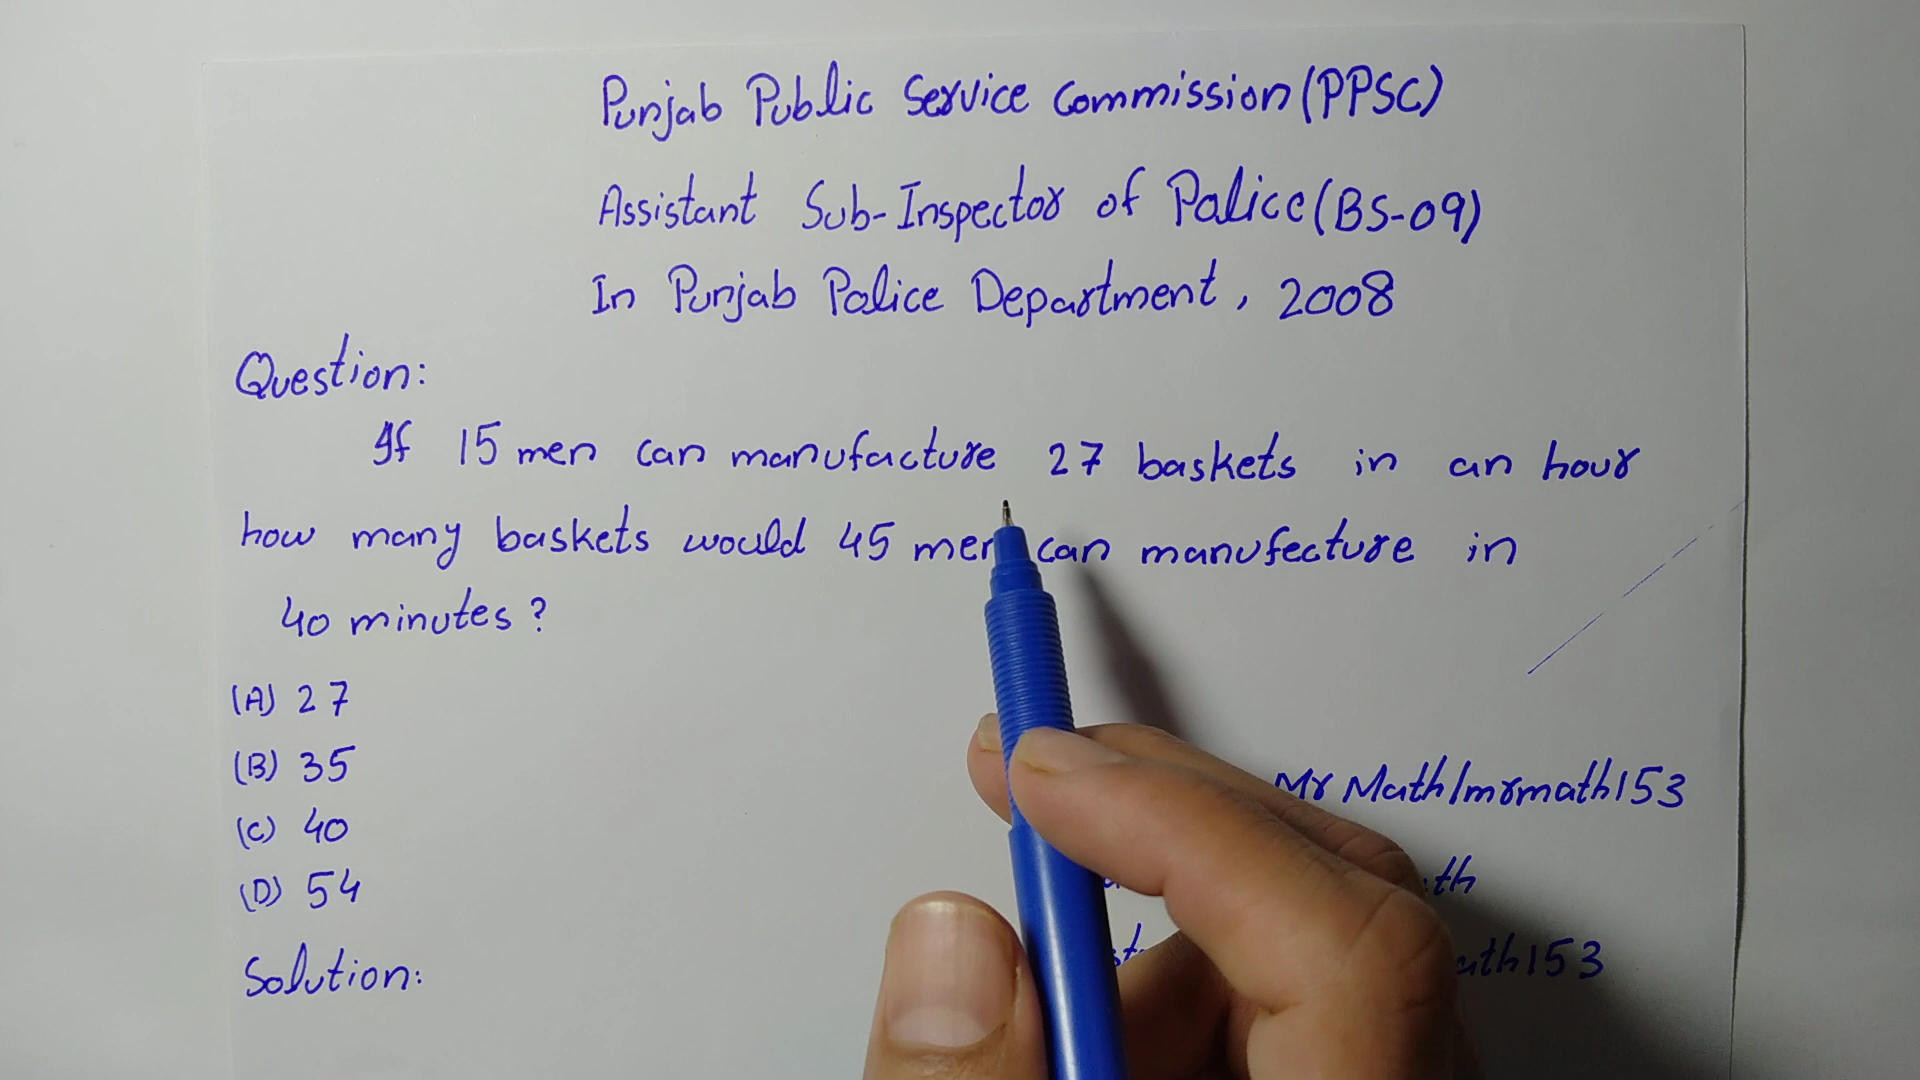 Punjab Public Service Commission (PPSC)
Assistant Sub-Inspector of Police (BS-09)
In Punjab Police Department, 2008
Question:
If 15 men can manufacture 27 baskets in an hour
how many baskets would 45 men can manufecture in
40 minutes?
(A) 27
(B) 35
(C) 40
(D) 54
Mr Math/mrmath153
Solution: